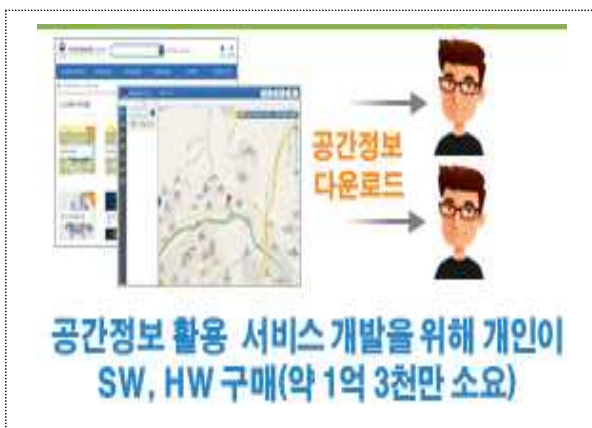 공간정보
다운로드
공간정보 활용 서비스 개발을 위해 개인이
SW, HW 구매(약 1억 3천만 소요)